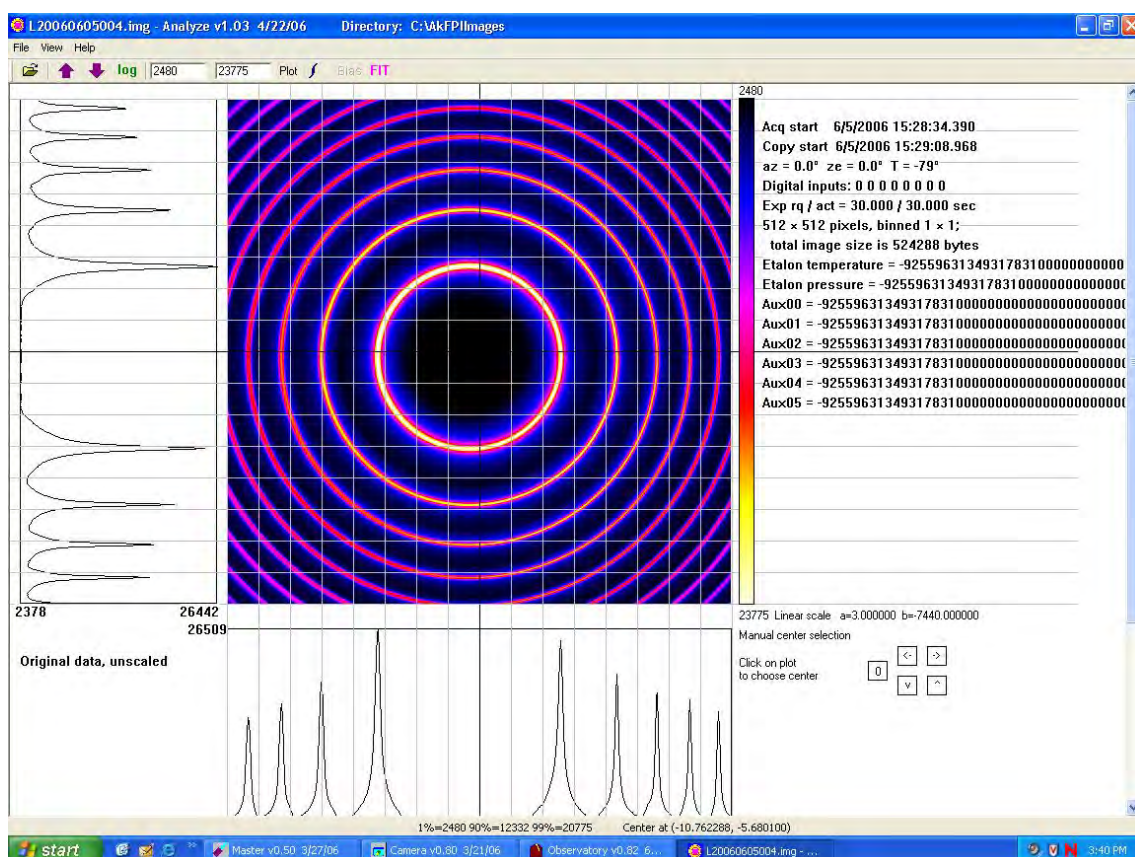 L20060605004.img - Analyze v1.03 4/22/06 Directory: C:\AkFPIImages
File View Help
log 2480 23775 Plot Bias FIT
2480
Acq start 6/5/2006 15:28:34.390
Copy start 6/5/2006 15:29:08.968
az = 0.0° ze = 0.0° T = -79°
Digital inputs: 0 0 0 0 0 0 0 0
Exp rq / act = 30.000 / 30.000 sec
512 × 512 pixels, binned 1 × 1;
total image size is 524288 bytes
Etalon temperature = -92559631349317831000000000000
Etalon pressure = -92559631349317831000000000000000
Aux00 = -92559631349317831000000000000000000000000
Aux01 = -92559631349317831000000000000000000000000
Aux02 = -92559631349317831000000000000000000000000
Aux03 = -92559631349317831000000000000000000000000
Aux04 = -92559631349317831000000000000000000000000
Aux05 = -92559631349317831000000000000000000000000
2378 26442
23775 Linear scale a=3.000000 b=-7440.000000
26509
Manual center selection
Original data, unscaled
Click on plot
to choose center
0
<- ->
v ^
1%=2480 90%=12332 99%=20775 Center at (-10.762288, -5.680100)
start Master v0.50 3/27/06 Camera v0.80 3/21/06 Observatory v0.82 6... L20060605004.img - ... 3:40 PM